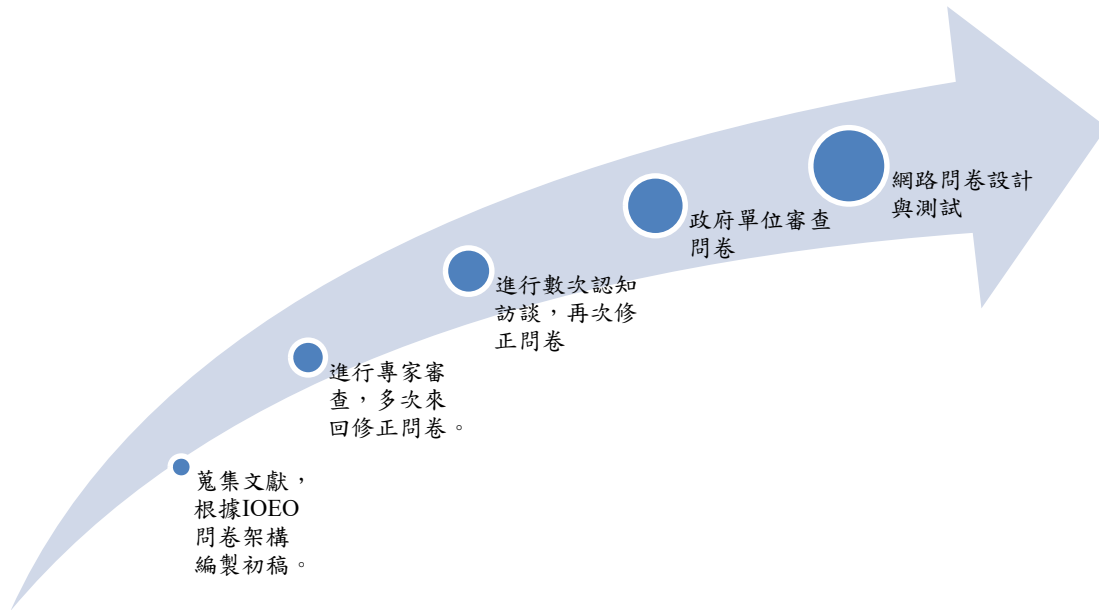 蒐集文獻，
根據IOEO
問卷架構
編製初稿。
進行專家審
查，多次來
回修正問卷。
進行數次認知
訪談，再次修
正問卷
政府單位審查
問卷
網路問卷設計
與測試